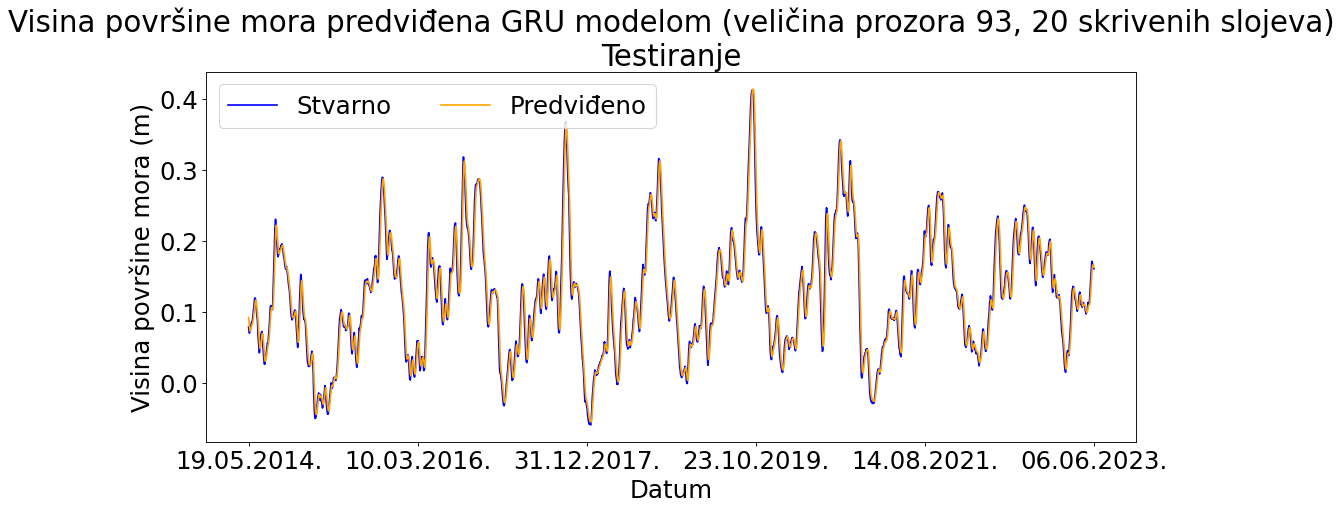 Visina površine mora predviđena GRU modelom (veličina prozora 93, 20 skrivenih slojeva)
Testiranje
Stvarno
Predviđeno
Visina površine mora (m)
0.4
0.3
0.2
0.1
0.0
19.05.2014.
10.03.2016.
31.12.2017.
23.10.2019.
14.08.2021.
06.06.2023.
Datum